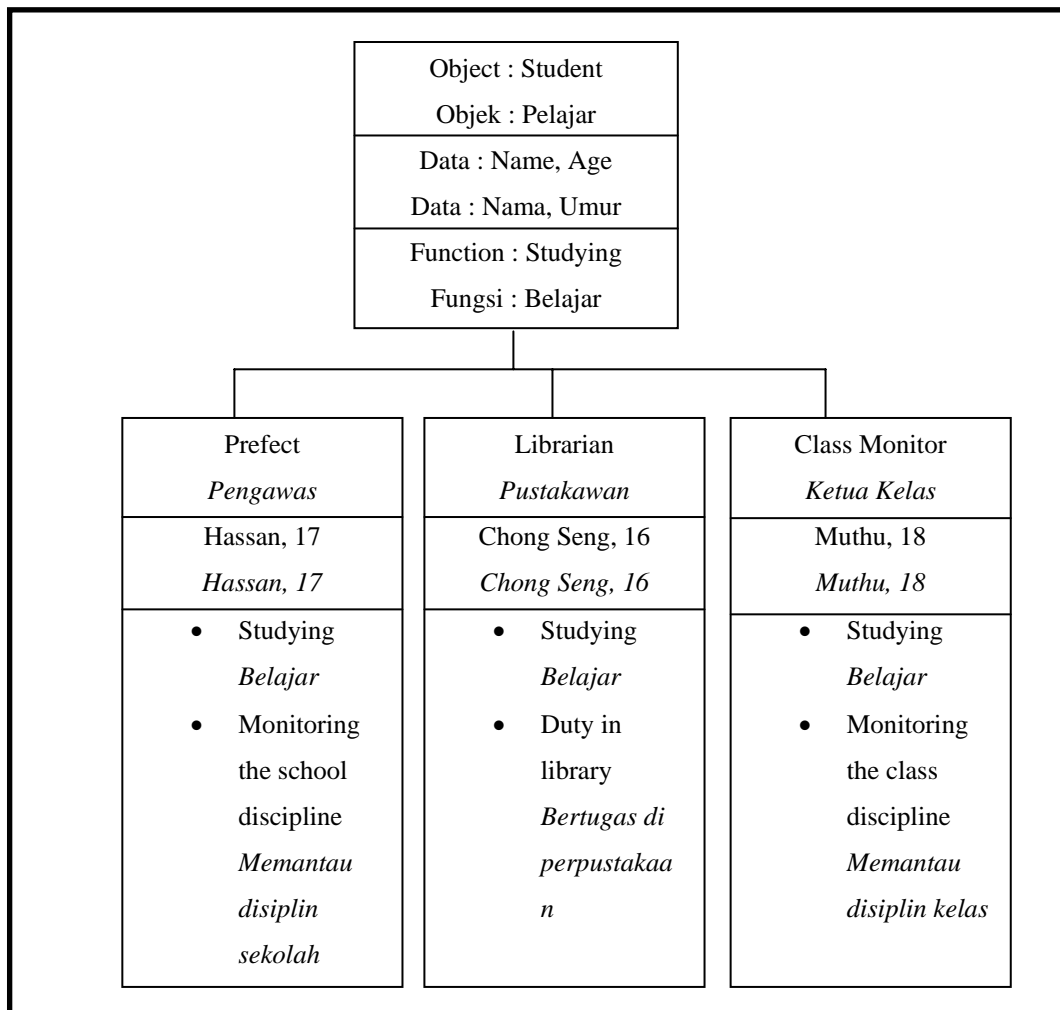 Object : Student
Objek : Pelajar
Data : Name, Age
Data : Nama, Umur
Function : Studying
Fungsi : Belajar
Prefect
Pengawas
Hassan, 17
Hassan, 17
• Studying
Belajar
• Monitoring
the school
discipline
Memantau
disiplin
sekolah
Librarian
Pustakawan
Chong Seng, 16
Chong Seng, 16
• Studying
Belajar
• Duty in
library
Bertugas di
perpustakaa
n
Class Monitor
Ketua Kelas
Muthu, 18
Muthu, 18
• Studying
Belajar
• Monitoring
the class
discipline
Memantau
disiplin kelas